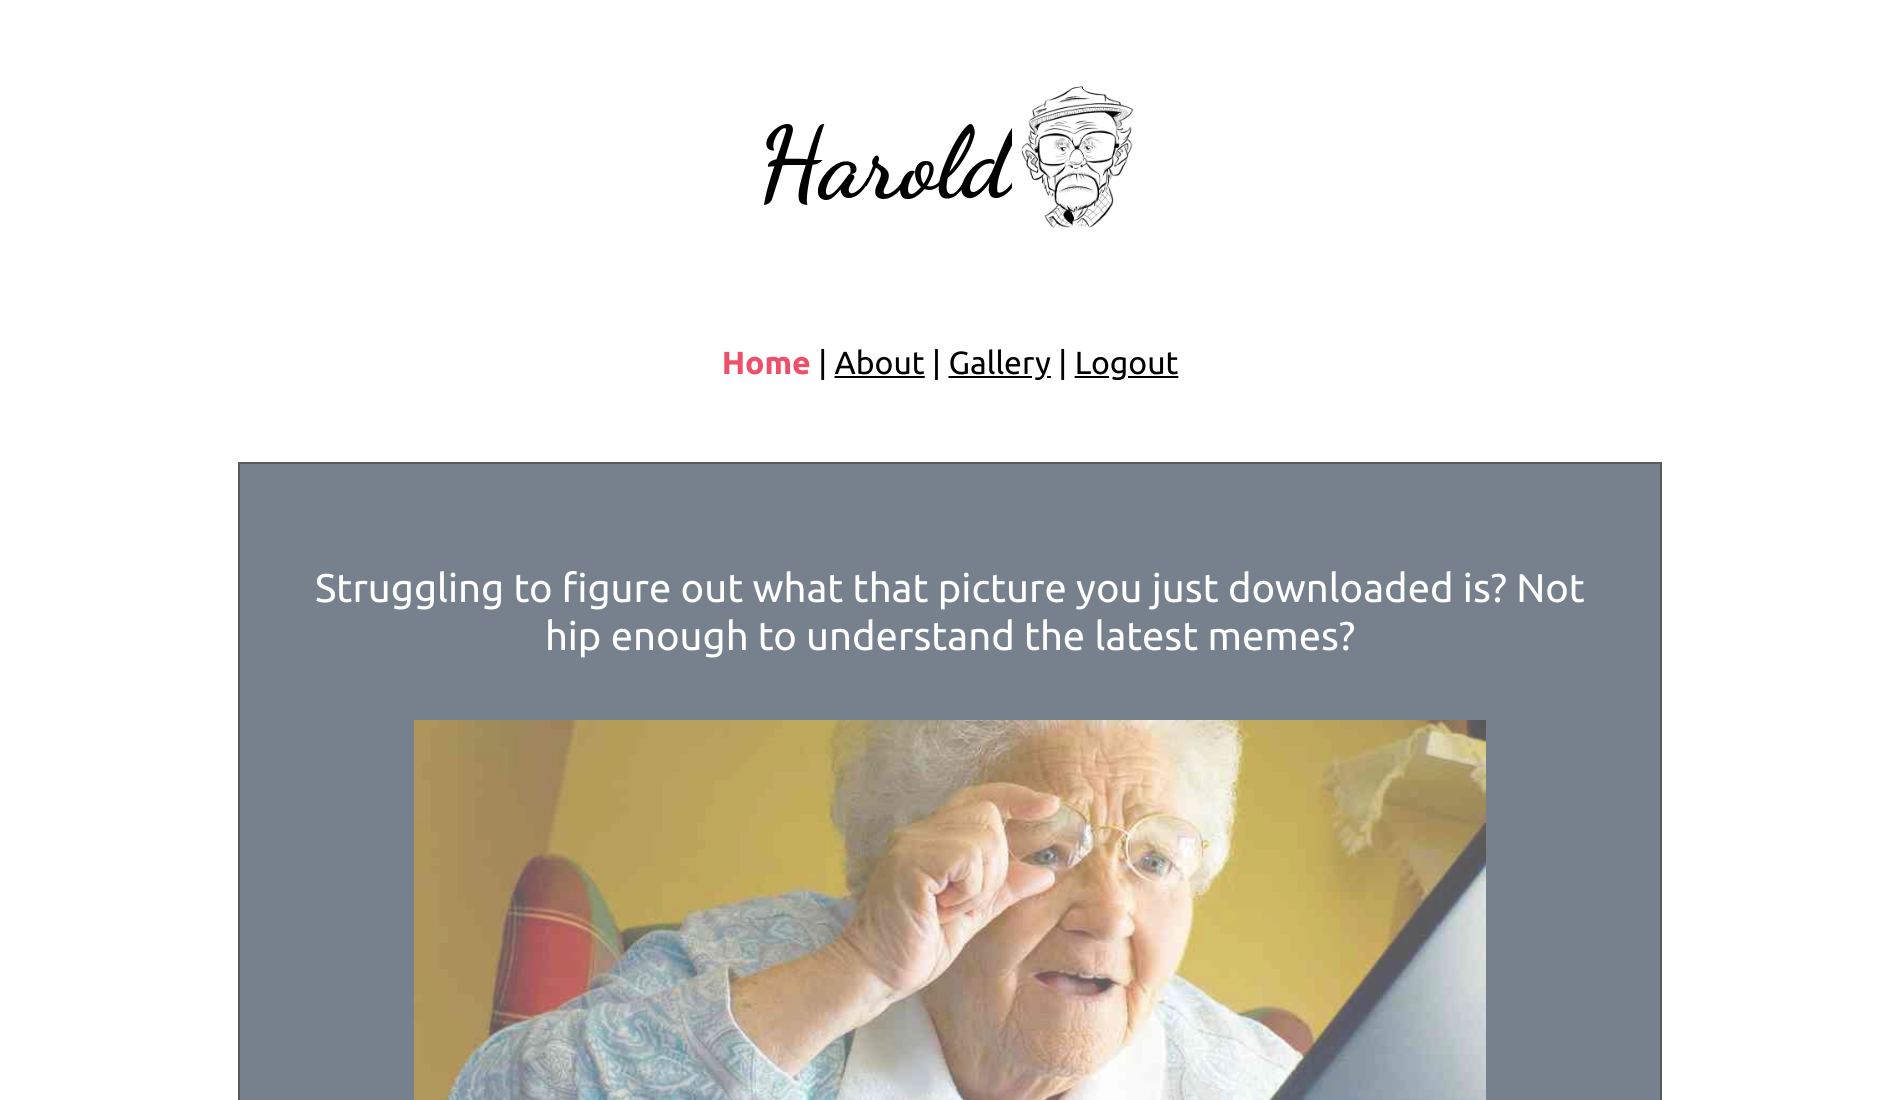 Harold
Home | About | Gallery | Logout
Struggling to figure out what that picture you just downloaded is? Not
hip enough to understand the latest memes?